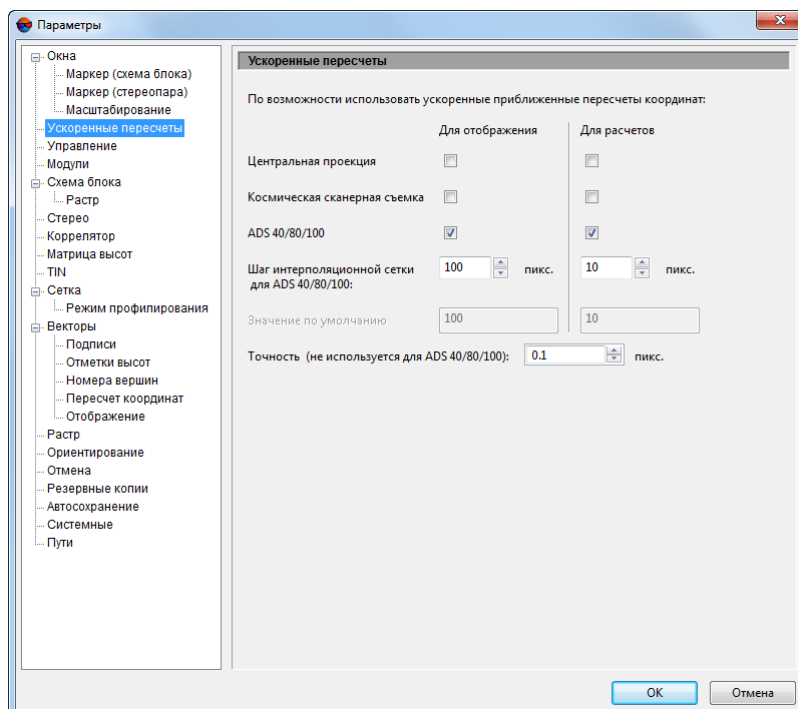 Параметры
Окна
Маркер (схема блока)
Маркер (стереопара)
Масштабирование
Ускоренные пересчеты
Управление
Модули
Схема блока
Растр
Стерео
Коррелятор
Матрица высот
TIN
Сетка
Режим профилирования
Векторы
Подписи
Отметки высот
Номера вершин
Пересчет координат
Отображение
Растр
Ориентирование
Отмена
Резервные копии
Автосохранение
Системные
Пути
Ускоренные пересчеты
По возможности использовать ускоренные приближенные пересчеты координат:
Для отображения Для расчетов
Центральная проекция
Космическая сканерная съемка
ADS 40/80/100
Шаг интерполяционной сетки 100 пикс. 10 пикс.
для ADS 40/80/100:
Значение по умолчанию 100 10
Точность (не используется для ADS 40/80/100): 0.1 пикс.
OK Отмена